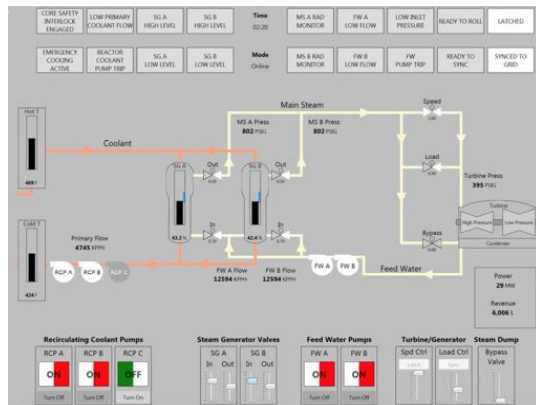 CORE SAFETY INTERLOCK ENGAGED
LOW PRIMARY COOLANT FLOW
SG A HIGH LEVEL
SG B HIGH LEVEL
Time
02:20
MS A RAD MONITOR
FW A LOW FLOW
LOW INLET PRESSURE
READY TO ROLL
LATCHED
EMERGENCY COOLING ACTIVE
REACTOR COOLANT PUMP TRIP
SG A LOW LEVEL
SG B LOW LEVEL
Mode
Online
MS B RAD MONITOR
FW B LOW FLOW
FW PUMP TRIP
READY TO SYNC
SYNCED TO GRID
Hot T
Main Steam
Speed
MS A Press
802 PSIG
MS B Press
802 PSIG
Coolant
SG A
Out
SG B
Out
Load
Turbine Press
395 PSIG
469 F
Turbine
Cold T
In
In
Bypass
High Pressure
Low Pressure
43.2 %
42.4 %
Condenser
Primary Flow
4745 KPPH
RCP A
RCP B
RCP C
FW A Flow
12594 KPPH
FW B Flow
12594 KPPH
FW A
FW B
Feed Water
Power
29 MW
Revenue
6,006 $
424 F
Recirculating Coolant Pumps
Steam Generator Valves
Feed Water Pumps
Turbine/Generator
Steam Dump
RCP A
RCP B
RCP C
SG A
SG B
FW A
FW B
Spd Ctrl
Load Ctrl
Bypass Valve
In Out
In Out
ON
ON
OFF
ON
ON
Turn Off
Turn Off
Turn On
Turn Off
Turn Off